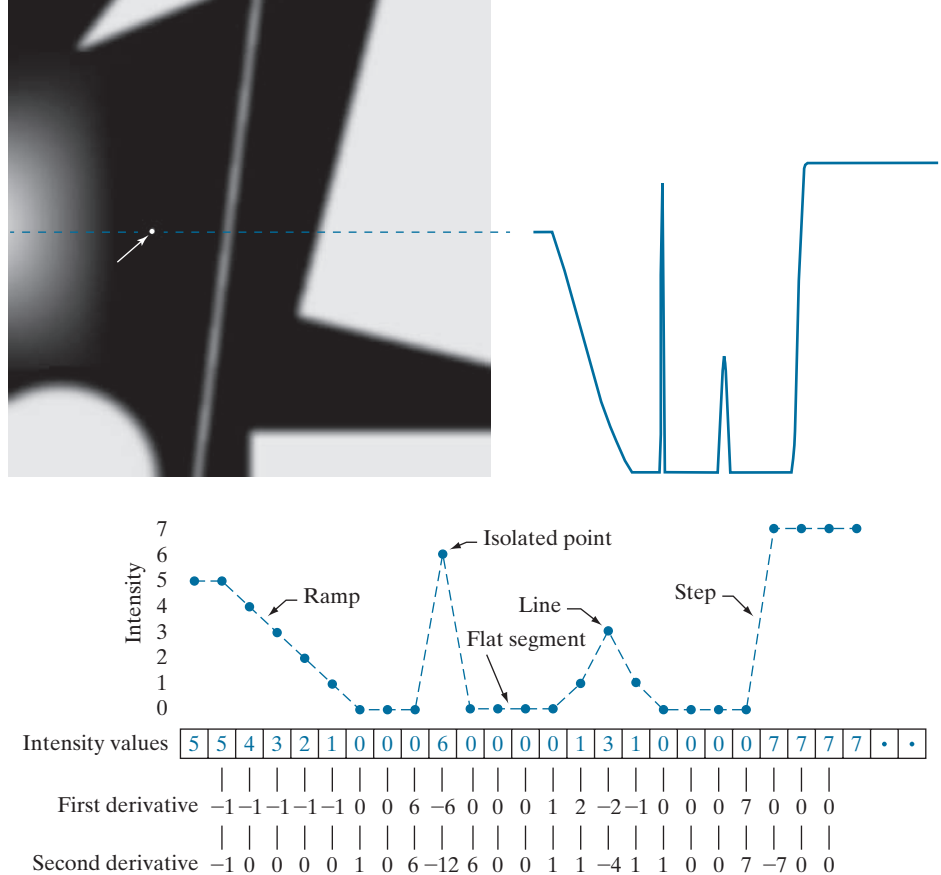 7
6 Isolated point
5
Ramp Step
4
Line
3
Flat segment
2
1
0
Intensity
Intensity values 5 5 4 3 2 1 0 0 0 6 0 0 0 0 1 3 1 0 0 0 0 7 7 7 7 • •
First derivative −1 −1 −1 −1 −1 0 0 6 −6 0 0 0 1 2 −2 −1 0 0 0 7 0 0 0
Second derivative −1 0 0 0 0 1 0 6 −12 6 0 0 1 1 −4 1 1 0 0 7 −7 0 0